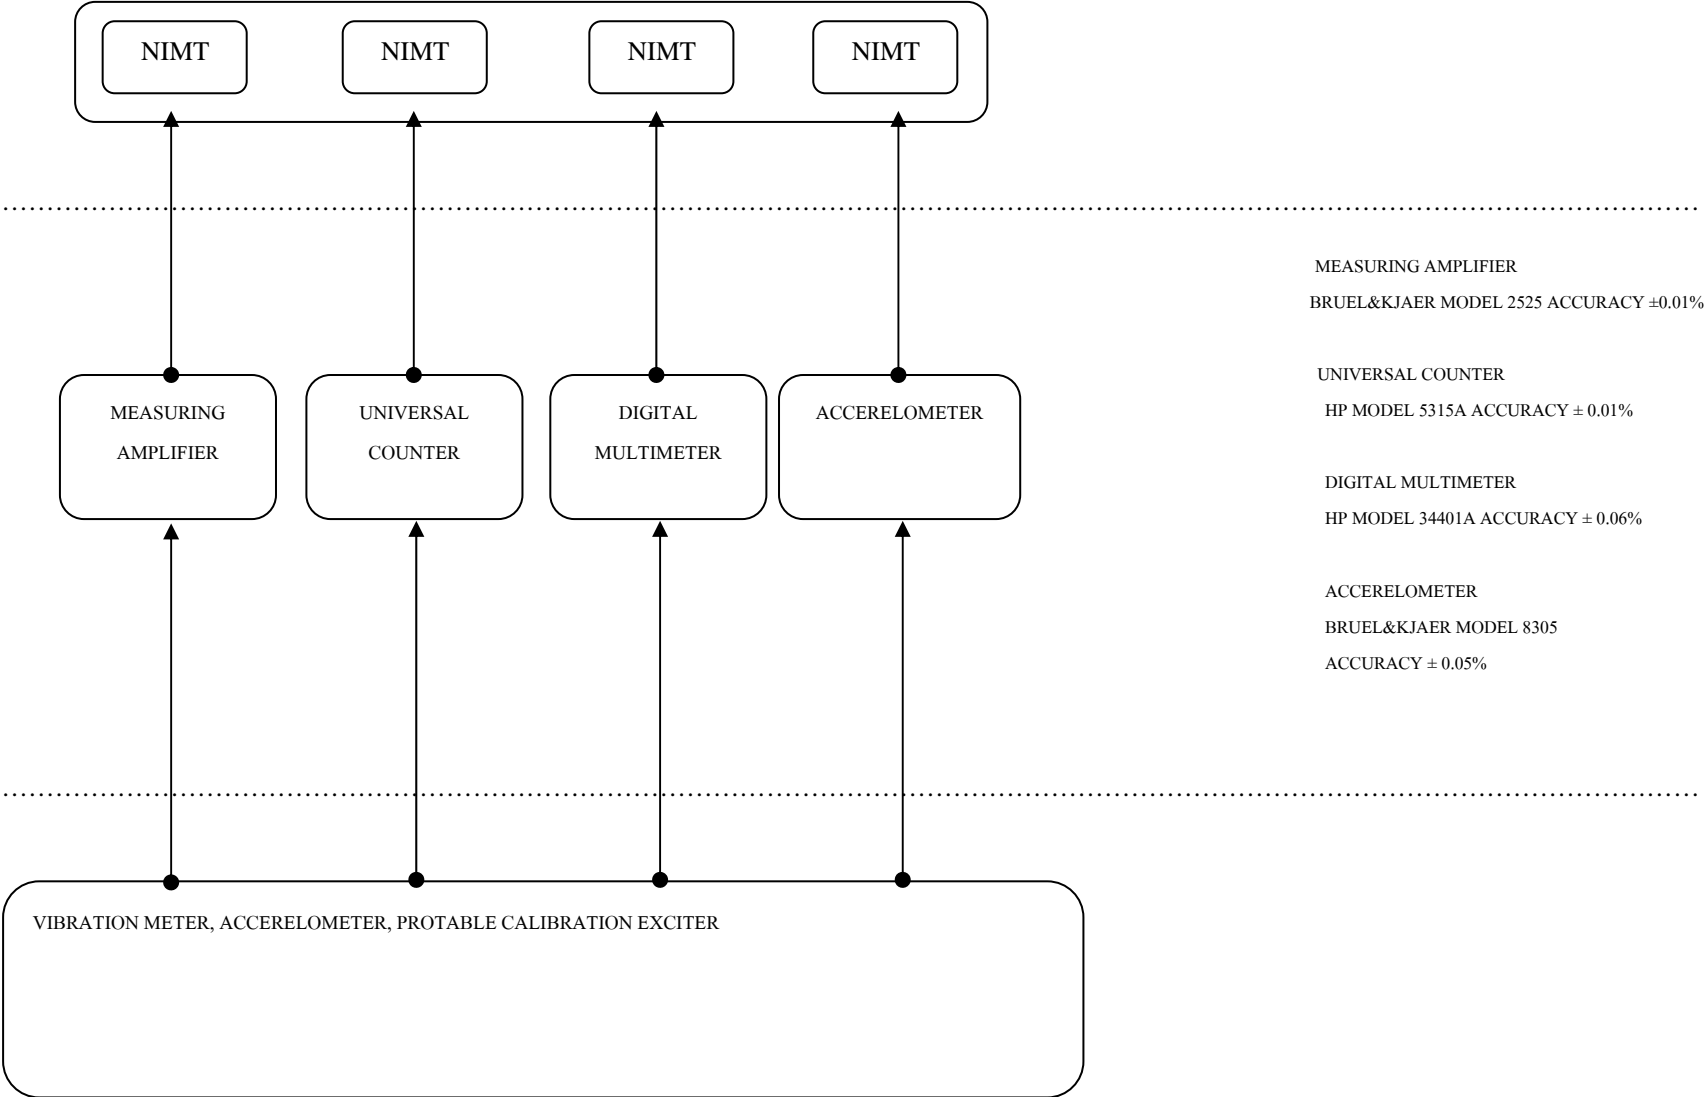 NIMT
NIMT
NIMT
NIMT
MEASURING AMPLIFIER
BRUEL&KJAER MODEL 2525 ACCURACY ±0.01%
UNIVERSAL COUNTER
HP MODEL 5315A ACCURACY ± 0.01%
DIGITAL MULTIMETER
HP MODEL 34401A ACCURACY ± 0.06%
ACCERELOMETER
BRUEL&KJAER MODEL 8305
ACCURACY ± 0.05%
MEASURING
AMPLIFIER
UNIVERSAL
COUNTER
DIGITAL
MULTIMETER
ACCERELOMETER
VIBRATION METER, ACCERELOMETER, PROTABLE CALIBRATION EXCITER